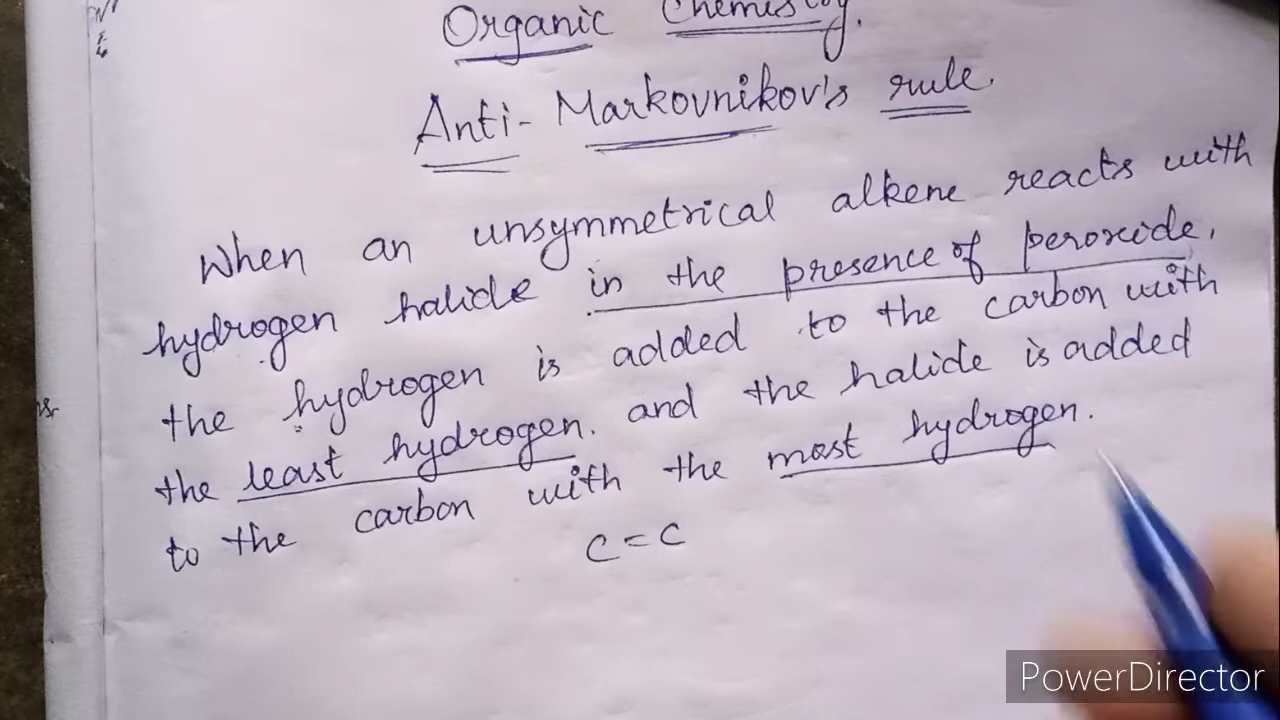 Organic Chemistry.
Anti-Markovnikov's rule.
When an unsymmetrical alkene reacts with
hydrogen halide in the presence of peroxide,
the hydrogen is added to the carbon with
the least hydrogen. and the halide is added
to the carbon with the most hydrogen.
C=C
PowerDirector